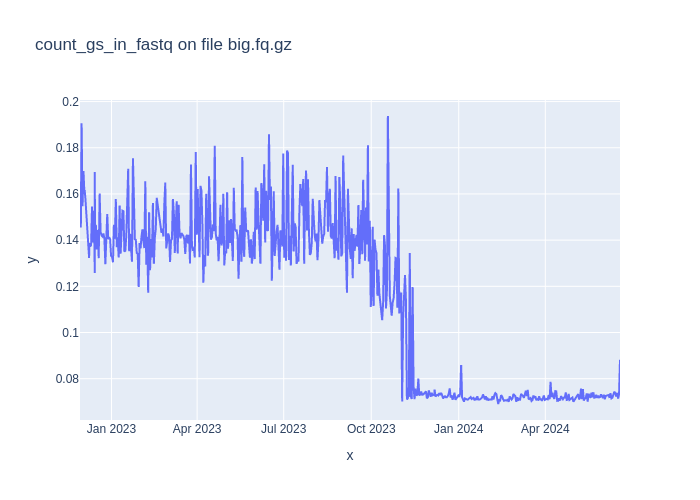 count_gs_in_fastq on file big.fq.gz
0.2
0.18
0.16
0.14
0.12
0.1
0.08
y
Jan 2023 Apr 2023 Jul 2023 Oct 2023 Jan 2024 Apr 2024
x